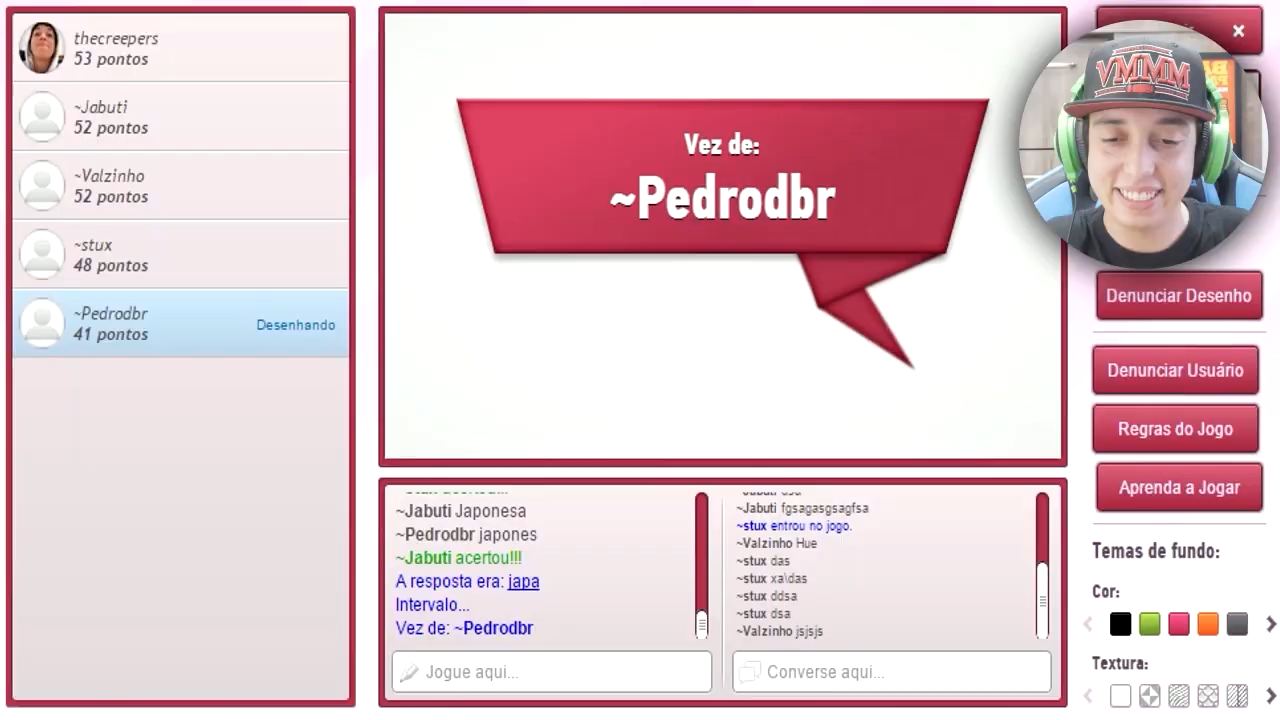 thecreepers
53 pontos
~Jabuti
52 pontos
~Valzinho
52 pontos
~stux
48 pontos
~Pedrodbr
41 pontos
Desenhando
Vez de:
~Pedrodbr
~Jabuti Japonesa
~Pedrodbr japones
~Jabuti acertou!!!
A resposta era: japa
Intervalo...
Vez de: ~Pedrodbr
Jogue aqui...
~Jabuti fgsagasgsagfsa
~stux entrou no jogo.
~Valzinho Hue
~stux das
~stux xa\das
~stux ddsa
~stux dsa
~Valzinho jsjsjs
Converse aqui...
VMMM
Denunciar Desenho
Denunciar Usuário
Regras do Jogo
Aprenda a Jogar
Temas de fundo:
Cor:
Textura: